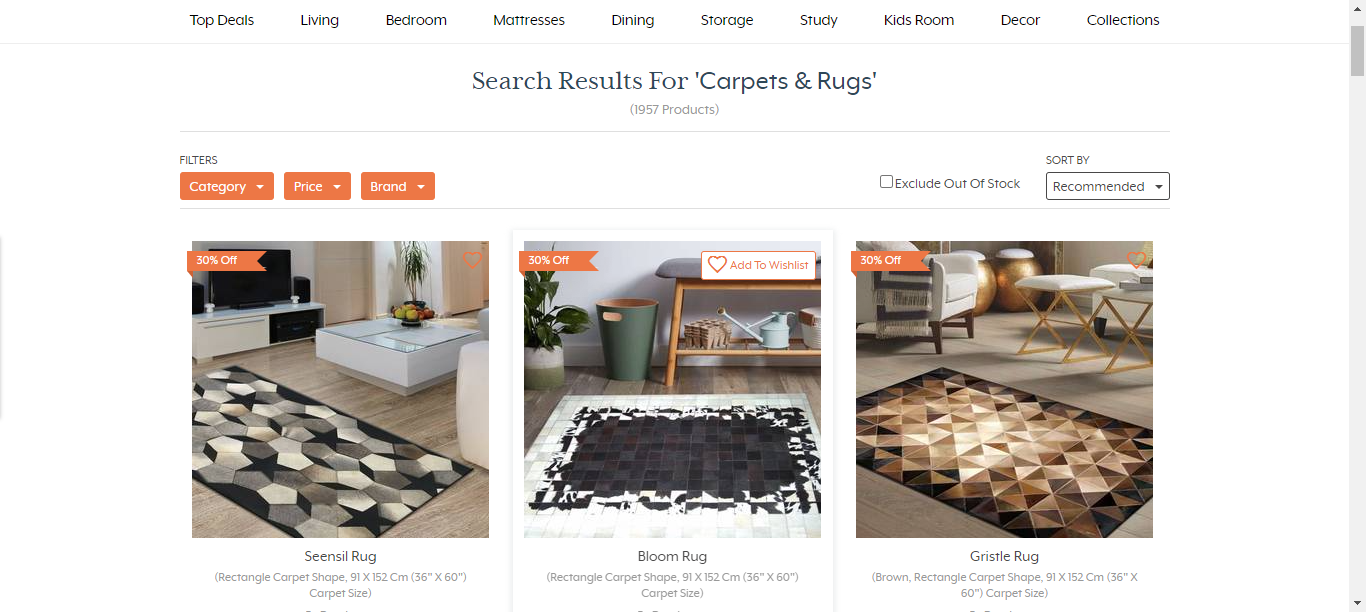 Top Deals Living Bedroom Mattresses Dining Storage Study Kids Room Decor Collections
Search Results For 'Carpets & Rugs'
(1957 Products)
FILTERS
SORT BY
Category Price Brand
Exclude Out Of Stock
Recommended
30% Off
30% Off
Add To Wishlist
30% Off
Seensil Rug
(Rectangle Carpet Shape, 91 X 152 Cm (36" X 60")
Carpet Size)
Bloom Rug
(Rectangle Carpet Shape, 91 X 152 Cm (36" X 60")
Carpet Size)
Gristle Rug
(Brown, Rectangle Carpet Shape, 91 X 152 Cm (36" X
60") Carpet Size)